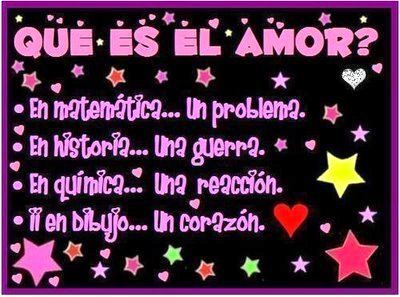 QUE ES EL AMOR?
• En matemática... Un problema.
• En historia... Una guerra.
• En química... Una reacción.
• ii en Dibujo... Un corazón.